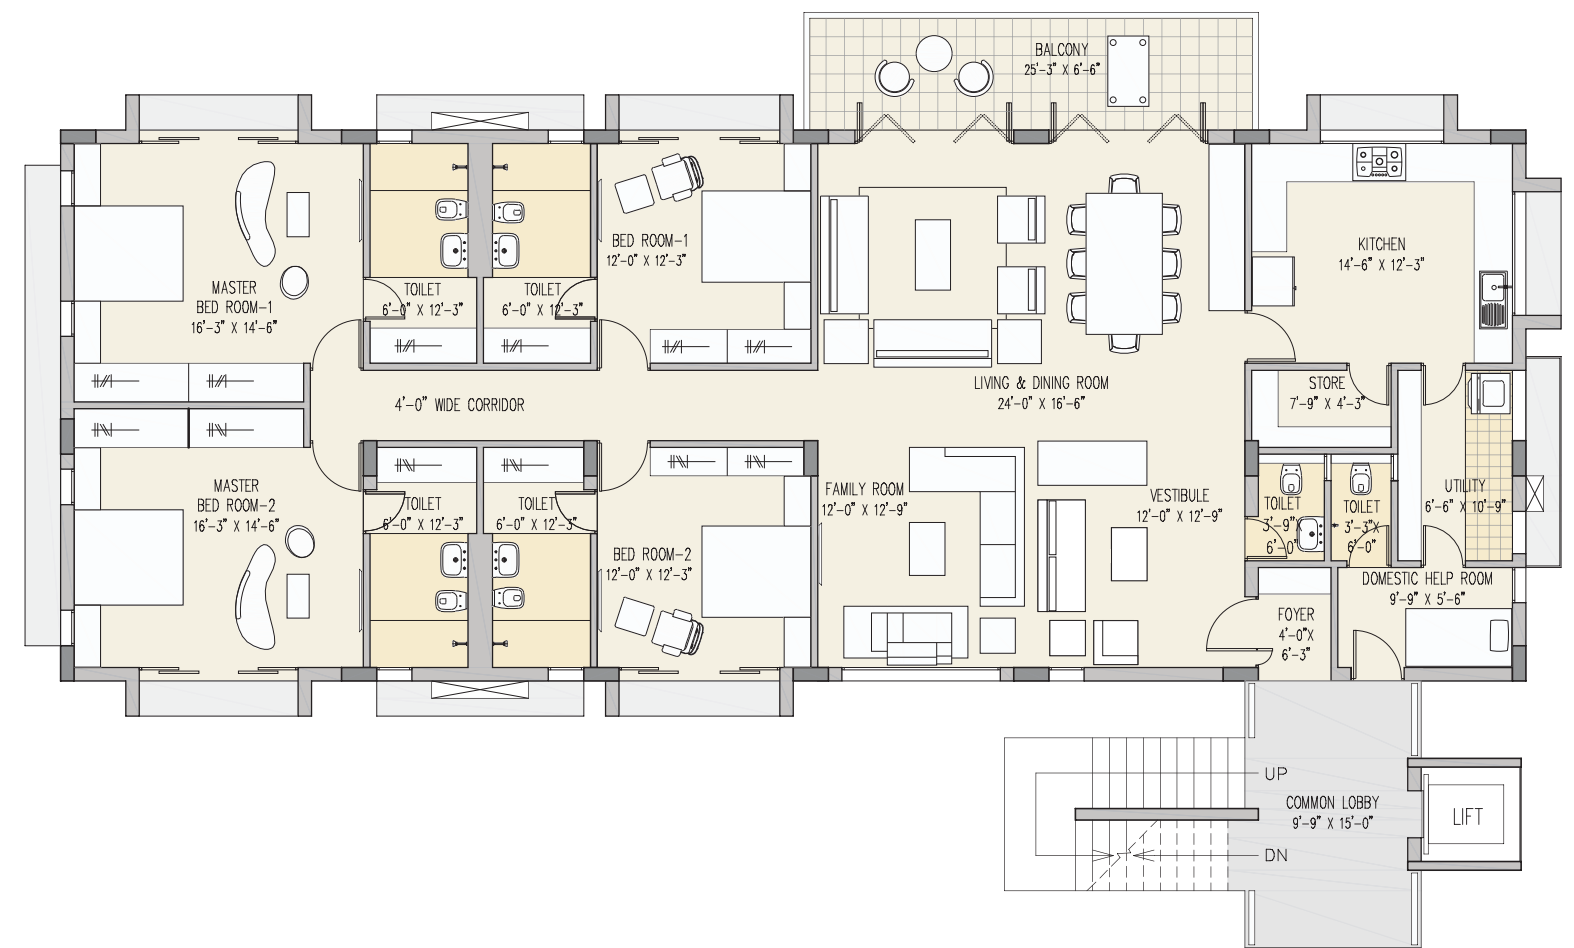 BALCONY
25'-3" X 6'-6"
MASTER
BED ROOM-1
16'-3" X 14'-6"
TOILET
6'-0" X 12'-3"
TOILET
6'-0" X 12'-3"
BED ROOM-1
12'-0" X 12'-3"
KITCHEN
14'-6" X 12'-3"
LIVING & DINING ROOM
24'-0" X 16'-6"
STORE
7'-9" X 4'-3"
4'-0" WIDE CORRIDOR
MASTER
BED ROOM-2
16'-3" X 14'-6"
TOILET
6'-0" X 12'-3"
TOILET
6'-0" X 12'-3"
BED ROOM-2
12'-0" X 12'-3"
FAMILY ROOM
12'-0" X 12'-9"
VESTIBULE
12'-0" X 12'-9"
TOILET
3'-9"X
6'-0"
TOILET
3'-3"X
6'-0"
UTILITY
6'-6" X 10'-9"
DOMESTIC HELP ROOM
9'-9" X 5'-6"
FOYER
4'-0"X
6'-3"
UP
COMMON LOBBY
9'-9" X 15'-0"
LIFT
DN